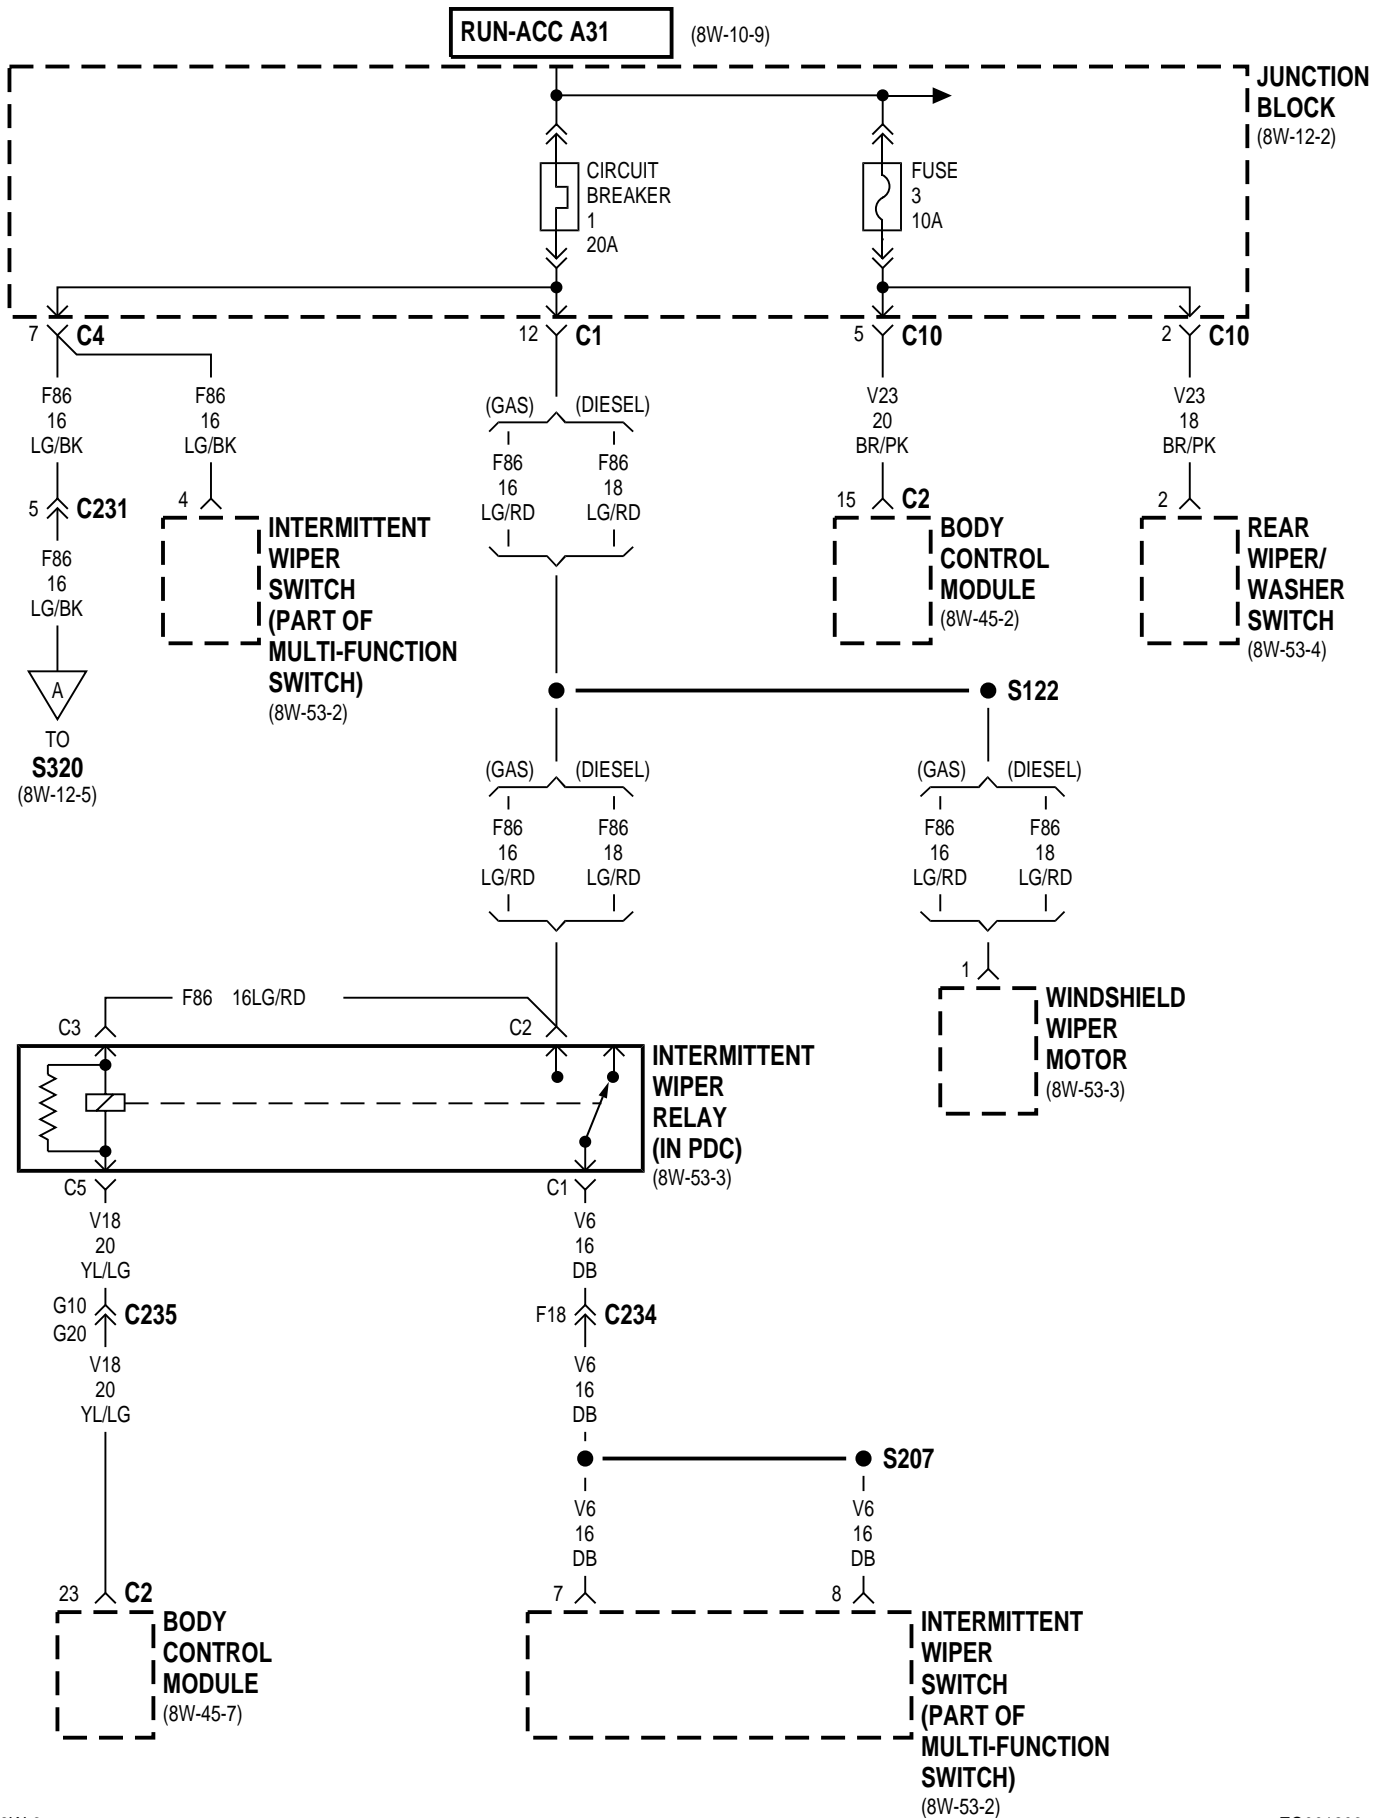 RUN-ACC A31
(8W-10-9)
JUNCTION
BLOCK
(8W-12-2)
CIRCUIT
BREAKER
1
20A
FUSE
3
10A
7
C4
12
C1
5
C10
2
C10
F86
16
LG/BK
F86
16
LG/BK
(GAS)
(DIESEL)
F86
16
LG/RD
F86
18
LG/RD
V23
20
BR/PK
V23
18
BR/PK
5
C231
4
15
C2
2
F86
16
LG/BK
INTERMITTENT
WIPER
SWITCH
(PART OF
MULTI-FUNCTION
SWITCH)
(8W-53-2)
BODY
CONTROL
MODULE
(8W-45-2)
REAR
WIPER/
WASHER
SWITCH
(8W-53-4)
A
TO
S320
(8W-12-5)
S122
(GAS)
(DIESEL)
F86
16
LG/RD
F86
18
LG/RD
(GAS)
(DIESEL)
F86
16
LG/RD
F86
18
LG/RD
1
WINDSHIELD
WIPER
MOTOR
(8W-53-3)
F86 16LG/RD
C3
C2
INTERMITTENT
WIPER
RELAY
(IN PDC)
(8W-53-3)
C5
C1
V18
20
YL/LG
V6
16
DB
G10
G20
C235
F18
C234
V18
20
YL/LG
V6
16
DB
S207
V6
16
DB
V6
16
DB
23
C2
7
8
BODY
CONTROL
MODULE
(8W-45-7)
INTERMITTENT
WIPER
SWITCH
(PART OF
MULTI-FUNCTION
SWITCH)
(8W-53-2)